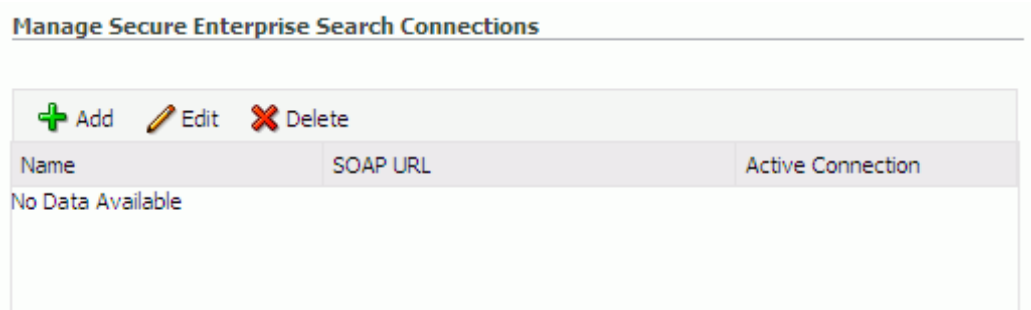 Manage Secure Enterprise Search Connections
Add Edit Delete
Name SOAP URL Active Connection
No Data Available